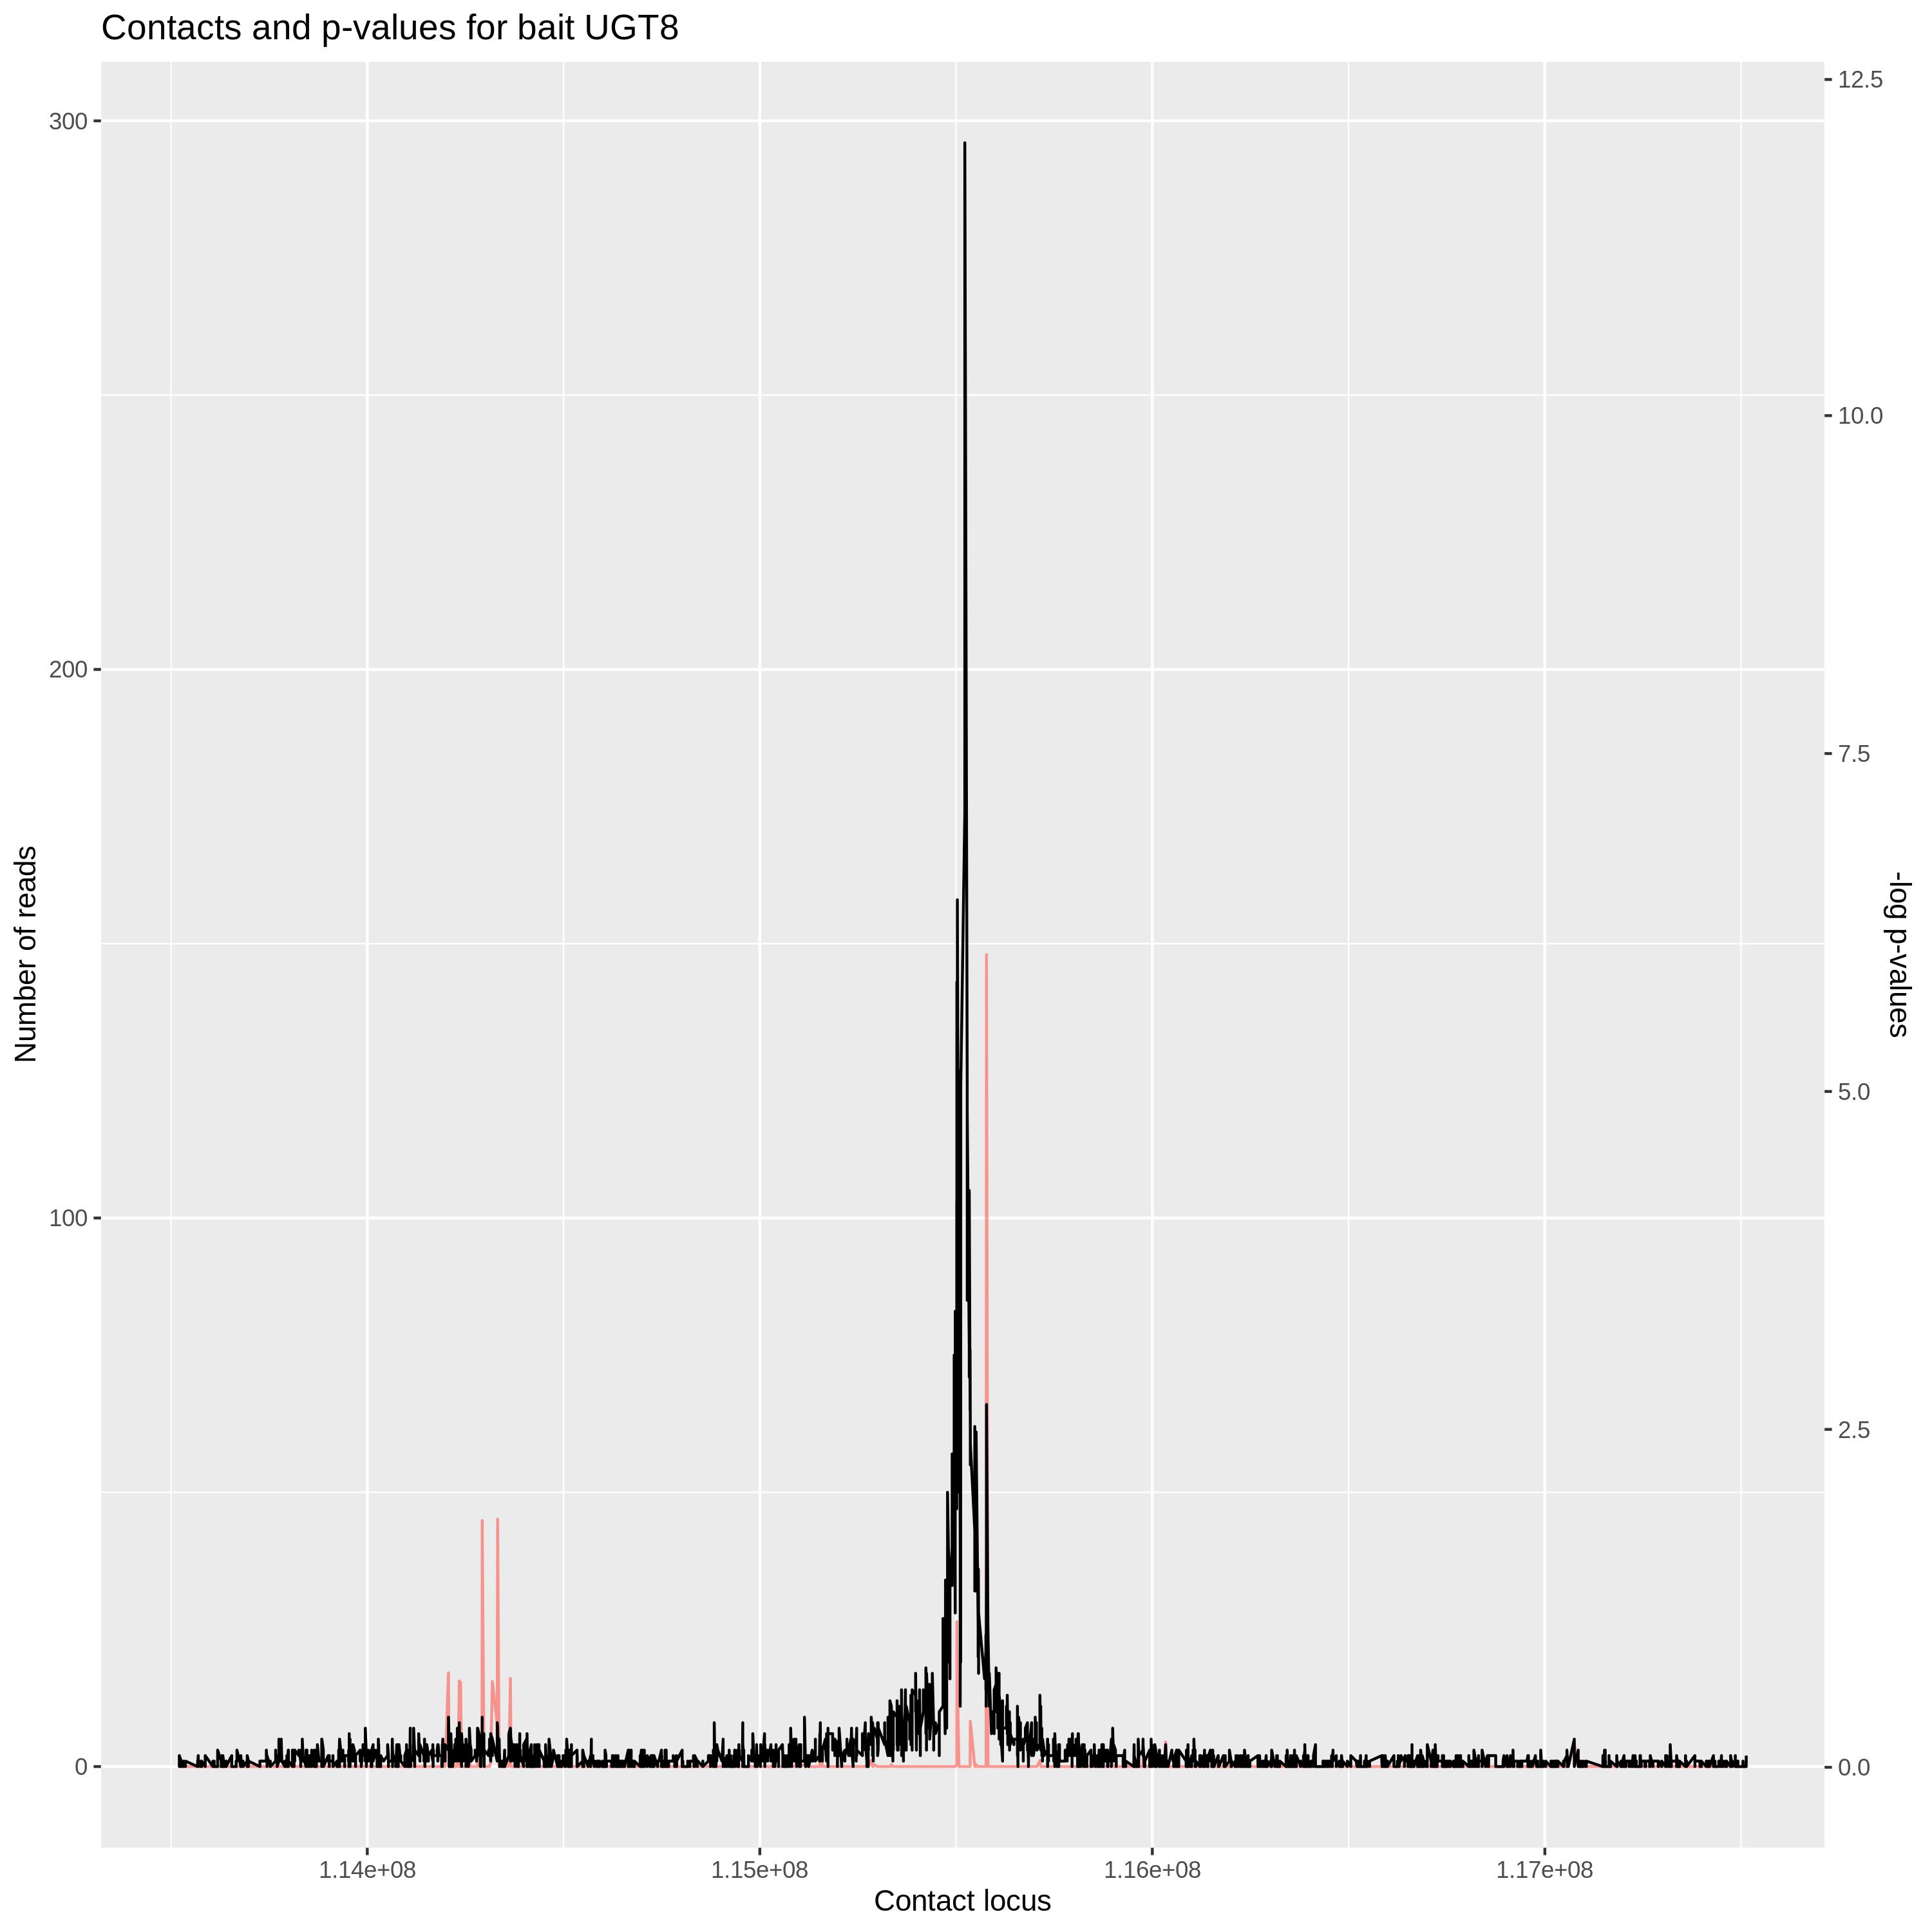 Contacts and p-values for bait UGT8
300
200
100
0
Number of reads
12.5
10.0
7.5
5.0
2.5
0.0
-log p-values
1.14e+08
1.15e+08
1.16e+08
1.17e+08
Contact locus